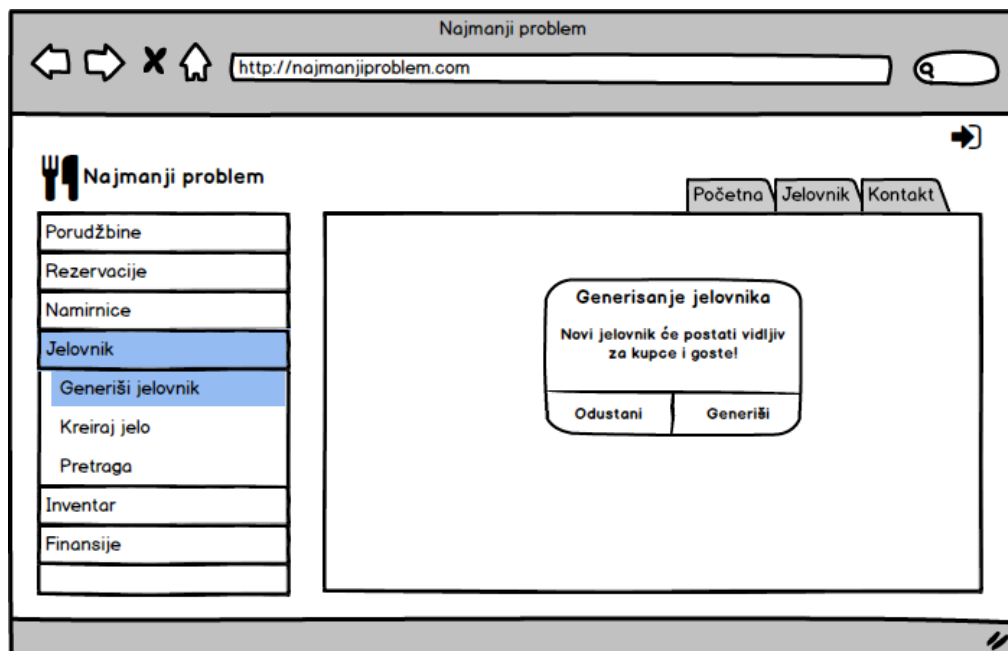 Najmanji problem
http://najmanjiproblem.com
Najmanji problem
Početna
Jelovnik
Kontakt
Porudžbine
Rezervacije
Namirnice
Jelovnik
Generiši jelovnik
Kreiraj jelo
Pretraga
Inventar
Finansije
Generisanje jelovnika
Novi jelovnik će postati vidljiv
za kupce i goste!
Odustani
Generiši